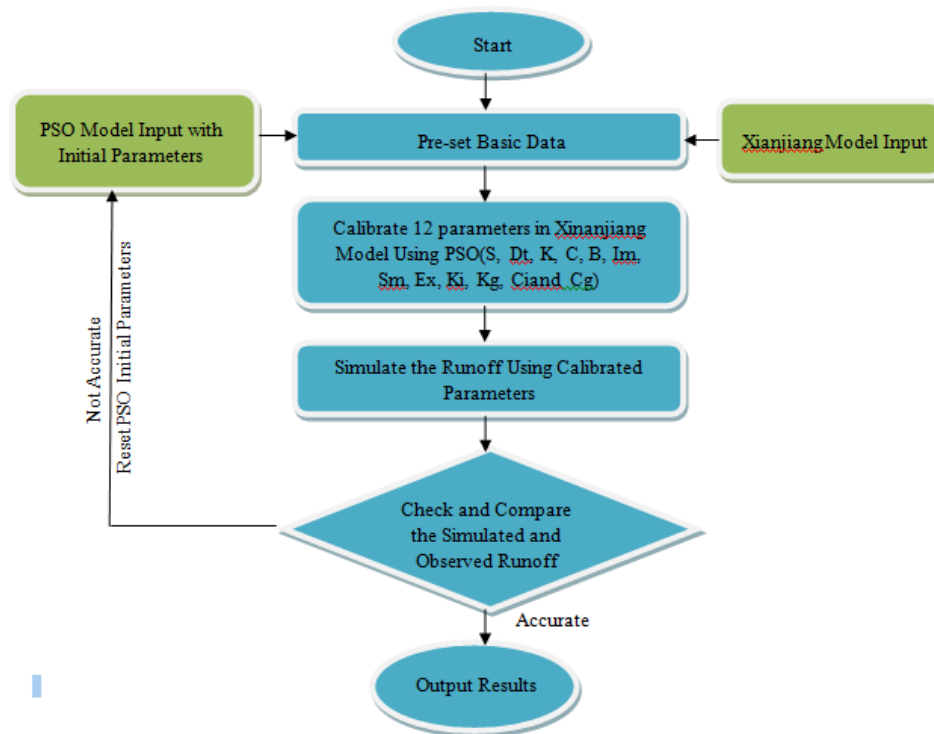 Start
PSO Model Input with
Initial Parameters
Pre-set Basic Data
Xianjiang Model Input
Calibrate 12 parameters in Xinanjiang
Model Using PSO(S, Dt, K, C, B, Im,
Sm, Ex, Ki, Kg, Ciand Cg)
Simulate the Runoff Using Calibrated
Parameters
Not Accurate
Reset PSO Initial Parameters
Check and Compare
the Simulated and
Observed Runoff
Accurate
Output Results